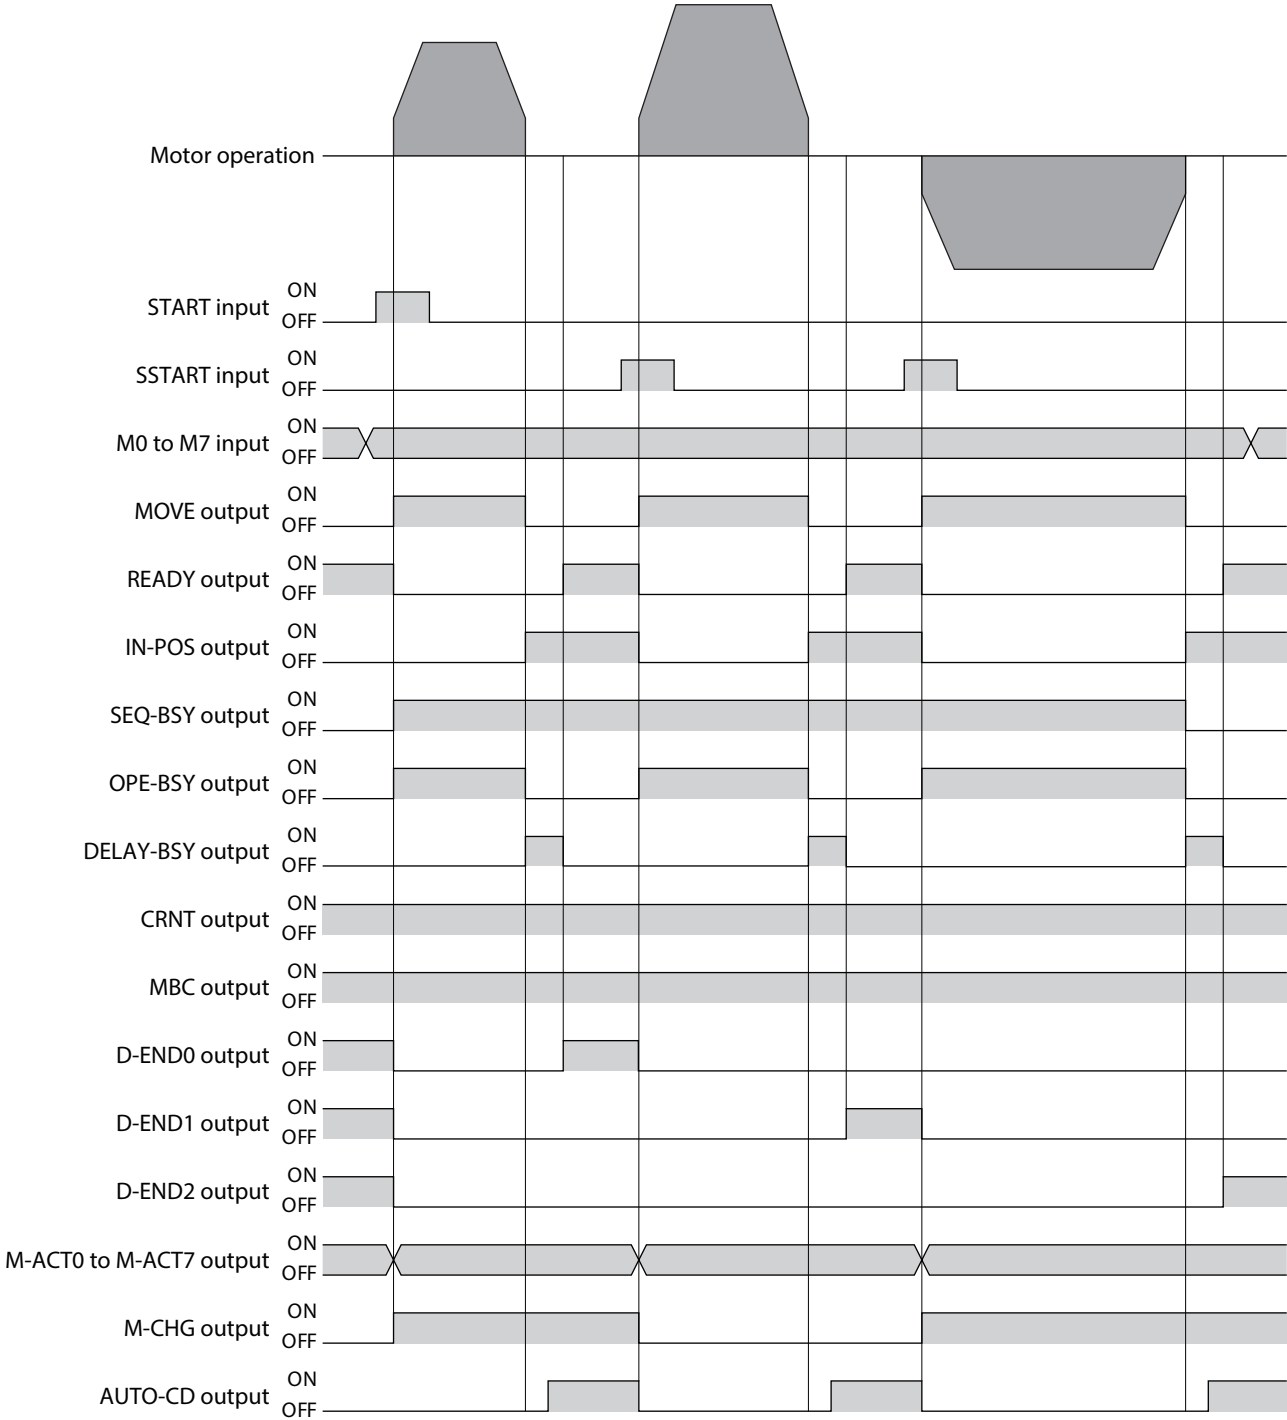 Motor operation
START input ON
OFF
SSTART input ON
OFF
M0 to M7 input ON
OFF
MOVE output ON
OFF
READY output ON
OFF
IN-POS output ON
OFF
SEQ-BSY output ON
OFF
OPE-BSY output ON
OFF
DELAY-BSY output ON
OFF
CRNT output ON
OFF
MBC output ON
OFF
D-END0 output ON
OFF
D-END1 output ON
OFF
D-END2 output ON
OFF
M-ACT0 to M-ACT7 output ON
OFF
M-CHG output ON
OFF
AUTO-CD output ON
OFF